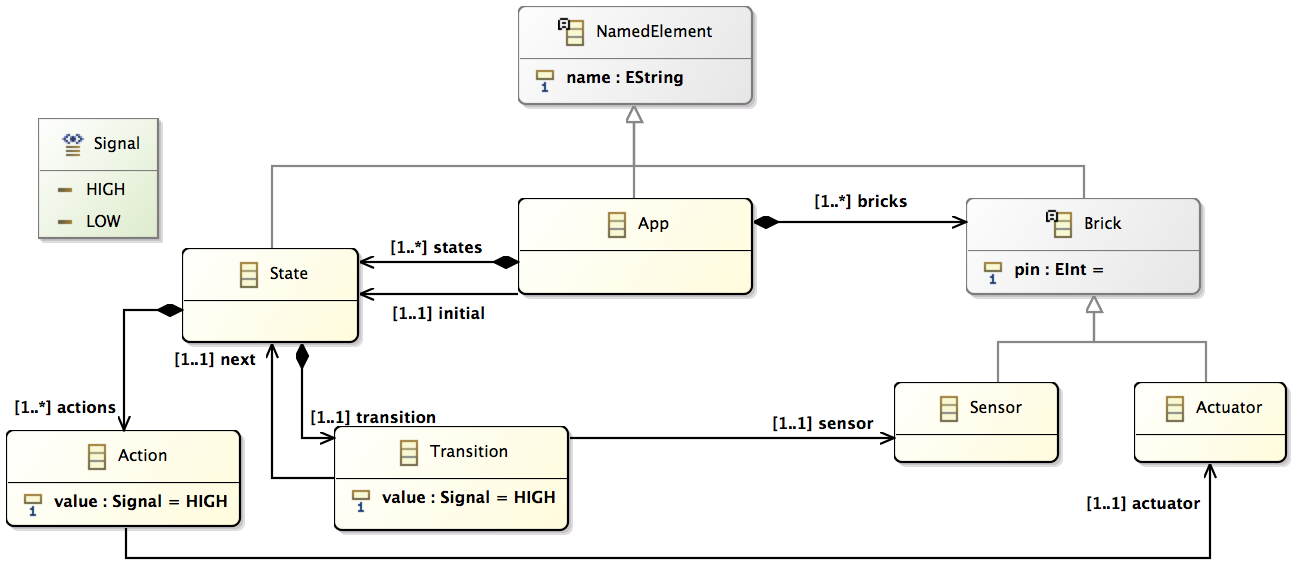 NamedElement
name : EString
Signal
HIGH
LOW
App
[1..*] bricks
Brick
pin : EInt =
[1..*] states
State
[1..1] initial
[1..1] next
[1..*] actions
[1..1] transition
Sensor
Actuator
[1..1] sensor
Action
value : Signal = HIGH
Transition
value : Signal = HIGH
[1..1] actuator